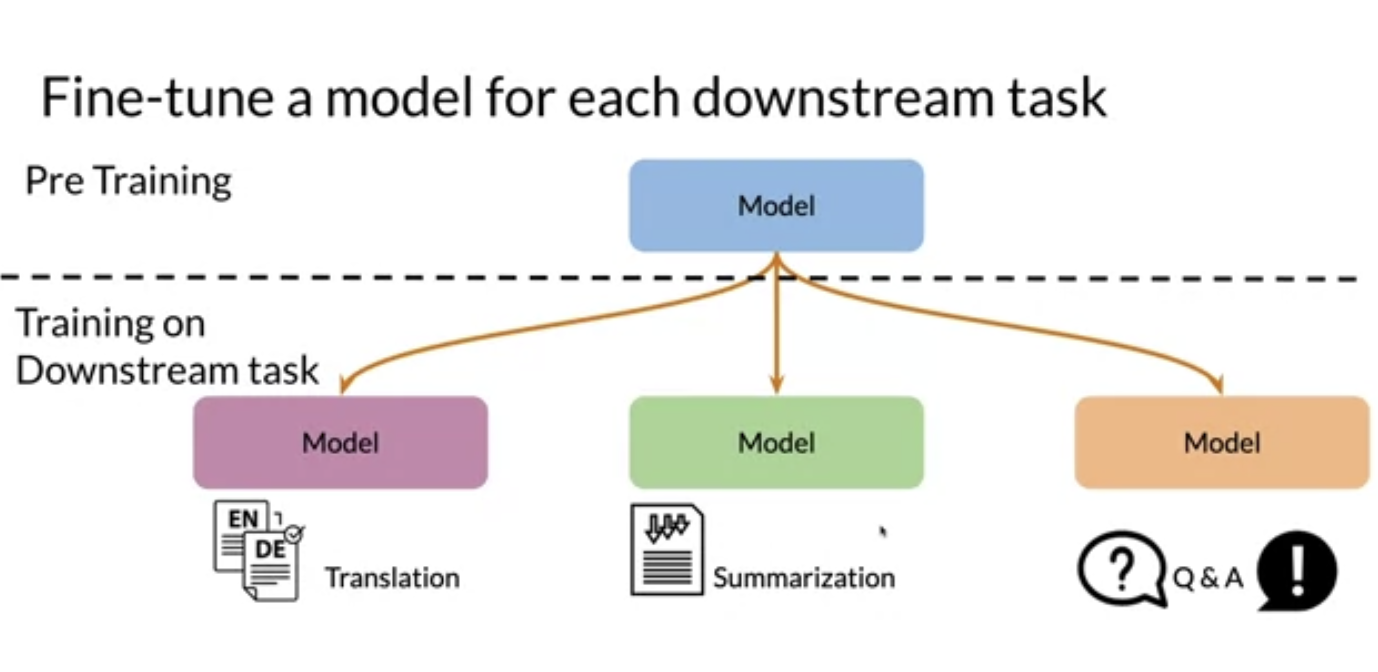 Fine-tune a model for each downstream task
Pre Training
Model
Training on
Downstream task
Model
Model
Model
EN
DE
Translation
Summarization
?
Q & A
!